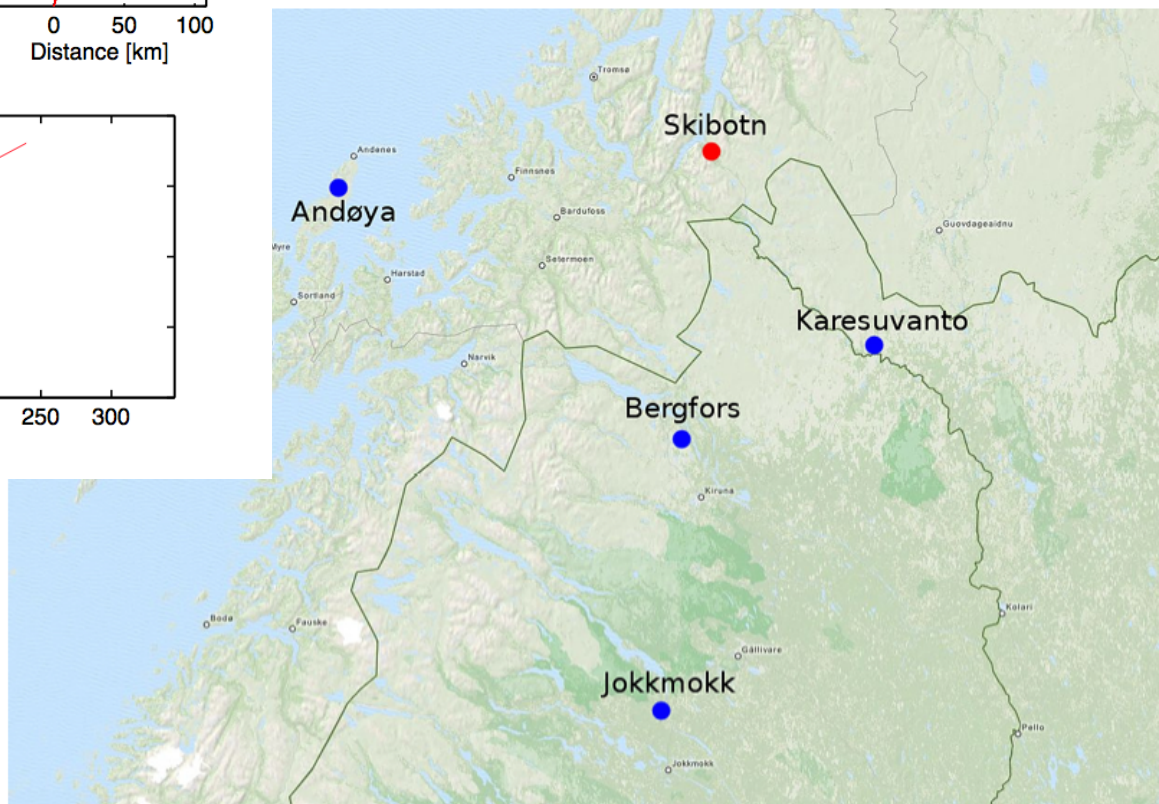 0 50 100
Distance [km]
250 300
Tromsø
Skibotn
Andenes
Finnsnes
Andøya
Bardufoss
Guovdageaidnu
Myre
Setermoen
Harstad
Sortland
Karesuvanto
Narvik
Bergfors
Kiruna
Kolari
Bodø
Fauske
Gällivare
Jokkmokk
Pello
Jokkmokk